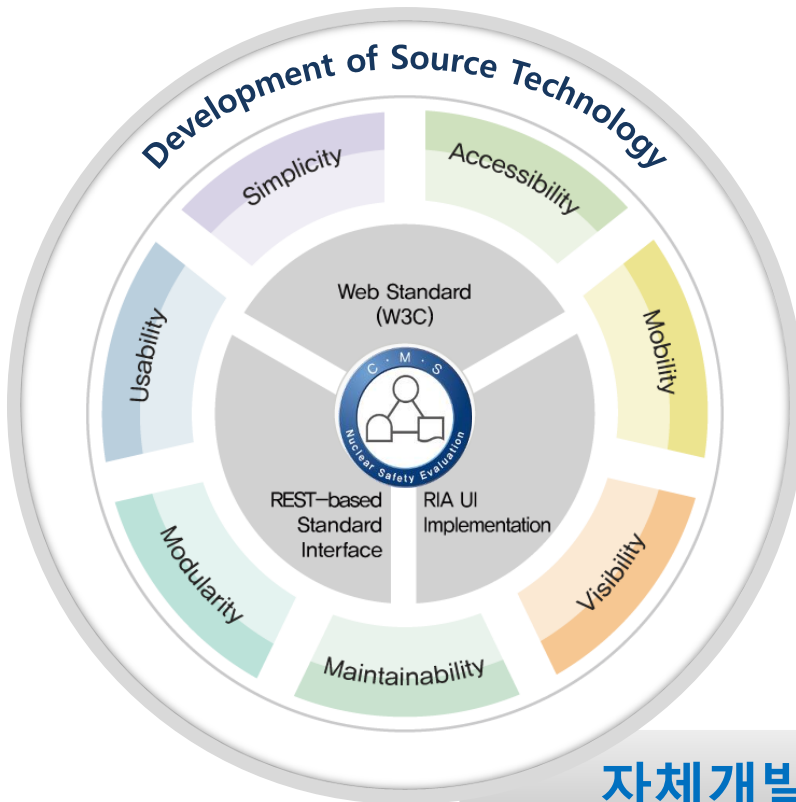 Development of Source Technology
Simplicity
Accessibility
Usability
Mobility
Modularity
Visibility
Maintainability
Web Standard
(W3C)
C · M · S
Nuclear Safety Evaluation
REST-based
Standard
Interface
RIA UI
Implementation
자체개발